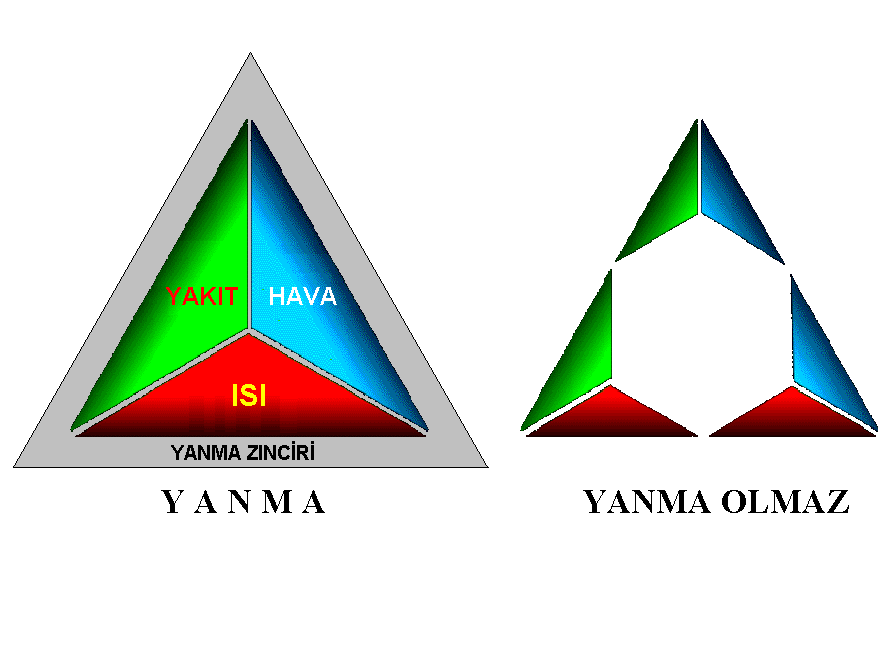 YAKIT
HAVA
ISI
YANMA ZINCİRİ
Y A N M A
YANMA OLMAZ